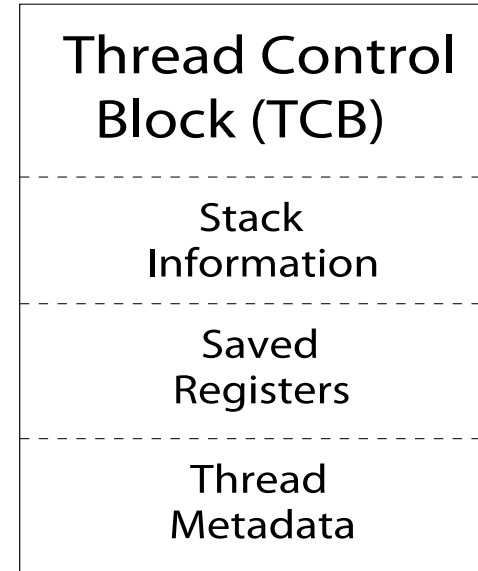 Thread Control
Block (TCB)
Stack
Information
Saved
Registers
Thread
Metadata